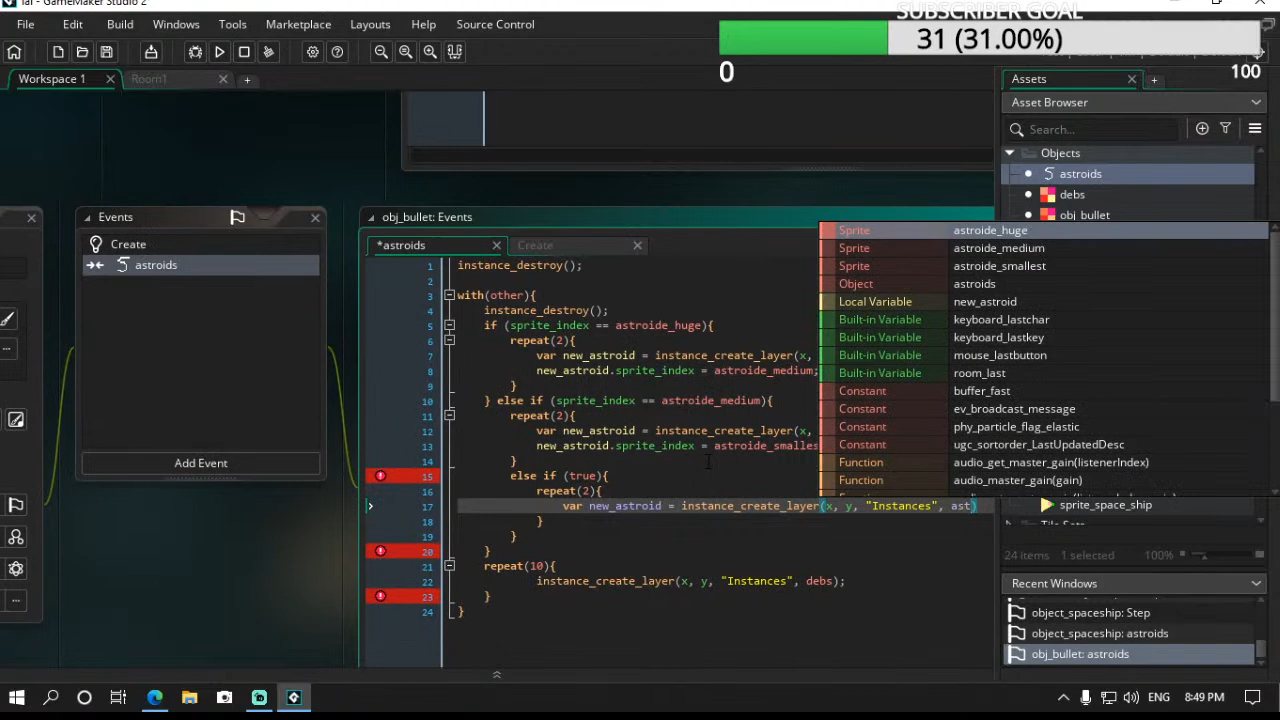 Tal - GameMaker Studio 2
SUBSCRIBER GOAL
File Edit Build Windows Tools Marketplace Layouts Help Source Control
31 (31.00%)
0
100
Workspace 1 Room1
Assets
Asset Browser
Search...
Objects
astroids
debs
obj_bullet
Events
Create
astroids
Add Event
obj_bullet: Events
*astroids Create
1 instance_destroy();
2
3 with(other){
4 instance_destroy();
5 if (sprite_index == astroide_huge){
6 repeat(2){
7 var new_astroid = instance_create_layer(x,
8 new_astroid.sprite_index = astroide_medium;
9 }
10 } else if (sprite_index == astroide_medium){
11 repeat(2){
12 var new_astroid = instance_create_layer(x,
13 new_astroid.sprite_index = astroide_smalles
14 }
15 else if (true){
16 repeat(2){
17 var new_astroid = instance_create_layer(x, y, "Instances", ast)
18 }
19 }
20 }
21 repeat(10){
22 instance_create_layer(x, y, "Instances", debs);
23 }
24 }
Sprite astroide_huge
Sprite astroide_medium
Sprite astroide_smallest
Object astroids
Local Variable new_astroid
Built-in Variable keyboard_lastchar
Built-in Variable keyboard_lastkey
Built-in Variable mouse_lastbutton
Built-in Variable room_last
Constant buffer_fast
Constant ev_broadcast_message
Constant phy_particle_flag_elastic
Constant ugc_sortorder_LastUpdatedDesc
Function audio_get_master_gain(listenerIndex)
Function audio_master_gain(gain)
sprite_space_ship
Tile Sets
24 items 1 selected 100%
Recent Windows
object_spaceship: Step
object_spaceship: astroids
obj_bullet: astroids
ENG 8:49 PM